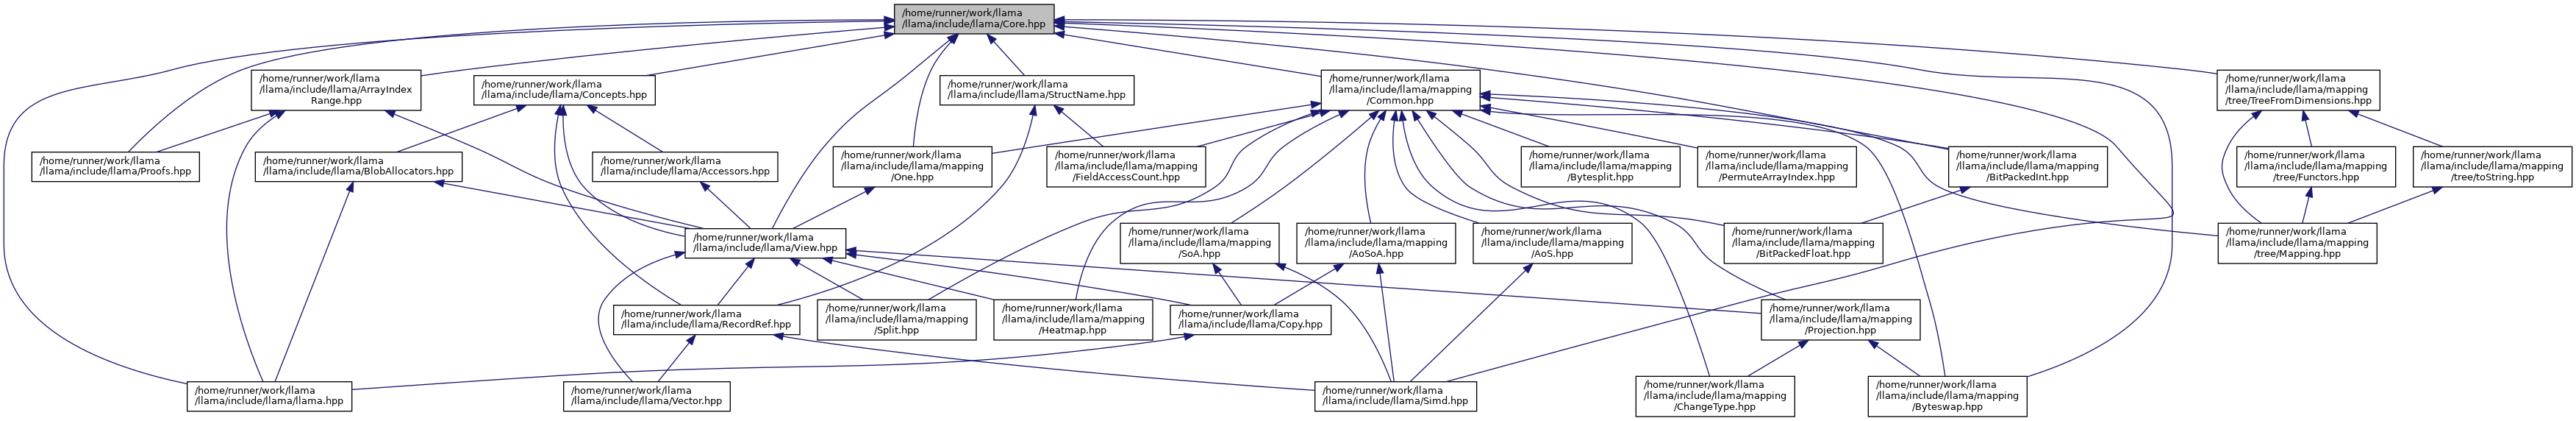 /home/runner/work/llama
/llama/include/llama/Core.hpp
/home/runner/work/llama
/llama/include/llama/ArrayIndex
Range.hpp
/home/runner/work/llama
/llama/include/llama/Concepts.hpp
/home/runner/work/llama
/llama/include/llama/StructName.hpp
/home/runner/work/llama
/llama/include/llama/mapping
/Common.hpp
/home/runner/work/llama
/llama/include/llama/mapping
/tree/TreeFromDimensions.hpp
/home/runner/work/llama
/llama/include/llama/Proofs.hpp
/home/runner/work/llama
/llama/include/llama/BlobAllocators.hpp
/home/runner/work/llama
/llama/include/llama/Accessors.hpp
/home/runner/work/llama
/llama/include/llama/mapping
/One.hpp
/home/runner/work/llama
/llama/include/llama/mapping
/FieldAccessCount.hpp
/home/runner/work/llama
/llama/include/llama/mapping
/Bytesplit.hpp
/home/runner/work/llama
/llama/include/llama/mapping
/PermuteArrayIndex.hpp
/home/runner/work/llama
/llama/include/llama/mapping
/BitPackedInt.hpp
/home/runner/work/llama
/llama/include/llama/mapping
/tree/Functors.hpp
/home/runner/work/llama
/llama/include/llama/mapping
/tree/toString.hpp
/home/runner/work/llama
/llama/include/llama/View.hpp
/home/runner/work/llama
/llama/include/llama/mapping
/SoA.hpp
/home/runner/work/llama
/llama/include/llama/mapping
/AoSoA.hpp
/home/runner/work/llama
/llama/include/llama/mapping
/AoS.hpp
/home/runner/work/llama
/llama/include/llama/mapping
/BitPackedFloat.hpp
/home/runner/work/llama
/llama/include/llama/mapping
/tree/Mapping.hpp
/home/runner/work/llama
/llama/include/llama/RecordRef.hpp
/home/runner/work/llama
/llama/include/llama/mapping
/Split.hpp
/home/runner/work/llama
/llama/include/llama/mapping
/Heatmap.hpp
/home/runner/work/llama
/llama/include/llama/Copy.hpp
/home/runner/work/llama
/llama/include/llama/mapping
/Projection.hpp
/home/runner/work/llama
/llama/include/llama/llama.hpp
/home/runner/work/llama
/llama/include/llama/Vector.hpp
/home/runner/work/llama
/llama/include/llama/Simd.hpp
/home/runner/work/llama
/llama/include/llama/mapping
/ChangeType.hpp
/home/runner/work/llama
/llama/include/llama/mapping
/Byteswap.hpp